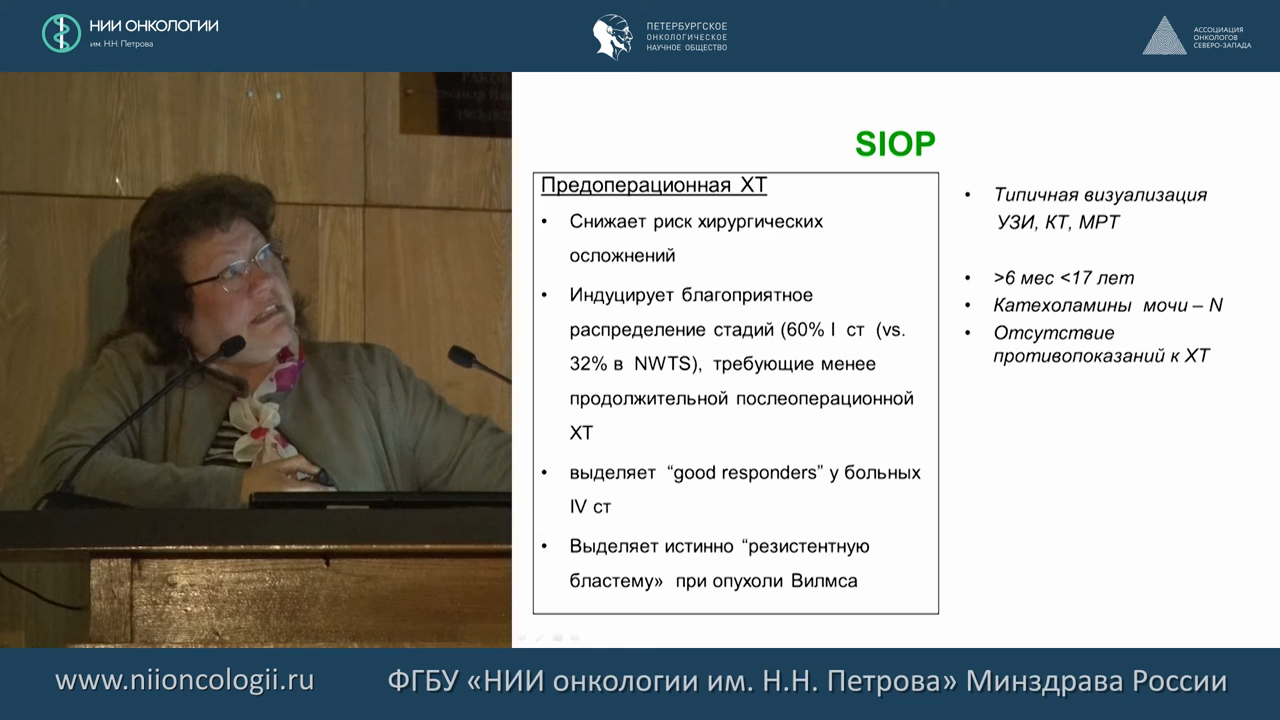 НИИ ОНКОЛОГИИ
им. Н.Н. Петрова
ПЕТЕРБУРГСКОЕ
ОНКОЛОГИЧЕСКОЕ
НАУЧНОЕ ОБЩЕСТВО
АССОЦИАЦИЯ
ОНКОЛОГОВ
СЕВЕРО-ЗАПАДА
SIOP
Предоперационная ХТ
• Снижает риск хирургических
осложнений
• Индуцирует благоприятное
распределение стадий (60% I ст (vs.
32% в NWTS), требующие менее
продолжительной послеоперационной
ХТ
• выделяет “good responders” у больных
IV ст
• Выделяет истинно “резистентную
бластему» при опухоли Вилмса
• Типичная визуализация
УЗИ, КТ, МРТ
• >6 мес <17 лет
• Катехоламины мочи – N
• Отсутствие
противопоказаний к ХТ
www.niioncologii.ru
ФГБУ «НИИ онкологии им. Н.Н. Петрова» Минздрава России